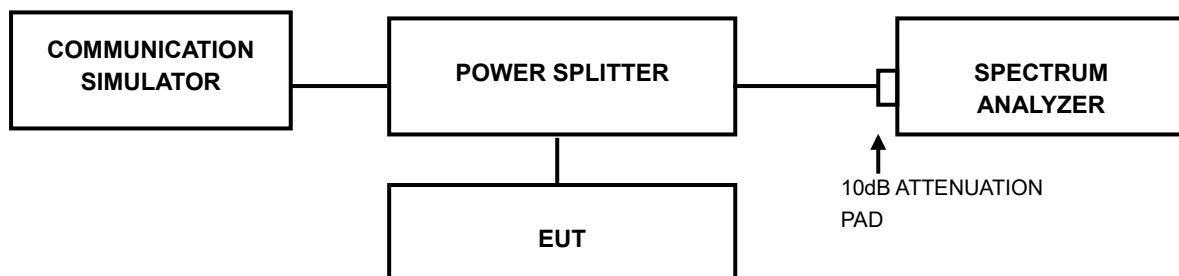 COMMUNICATION
SIMULATOR
POWER SPLITTER
SPECTRUM
ANALYZER
10dB ATTENUATION
PAD
EUT